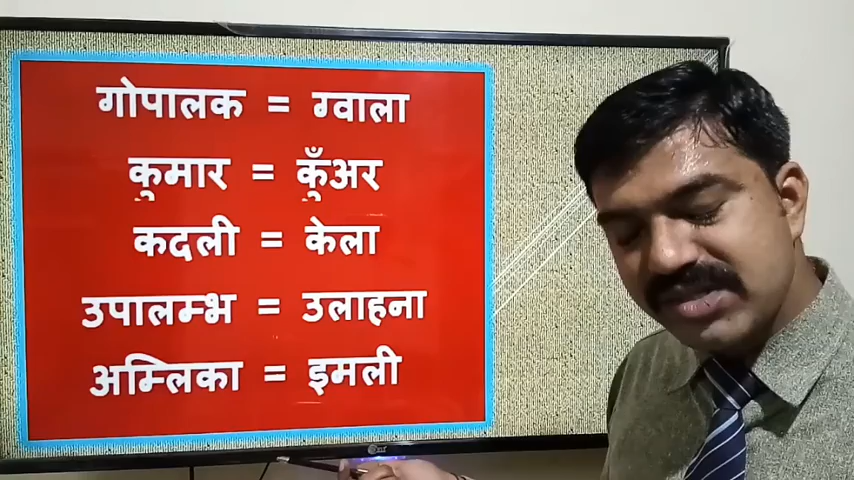 गोपालक = ग्वाला
कुमार = कुँअर
कदली = केला
उपालम्भ = उलाहना
अम्लिका = इमली